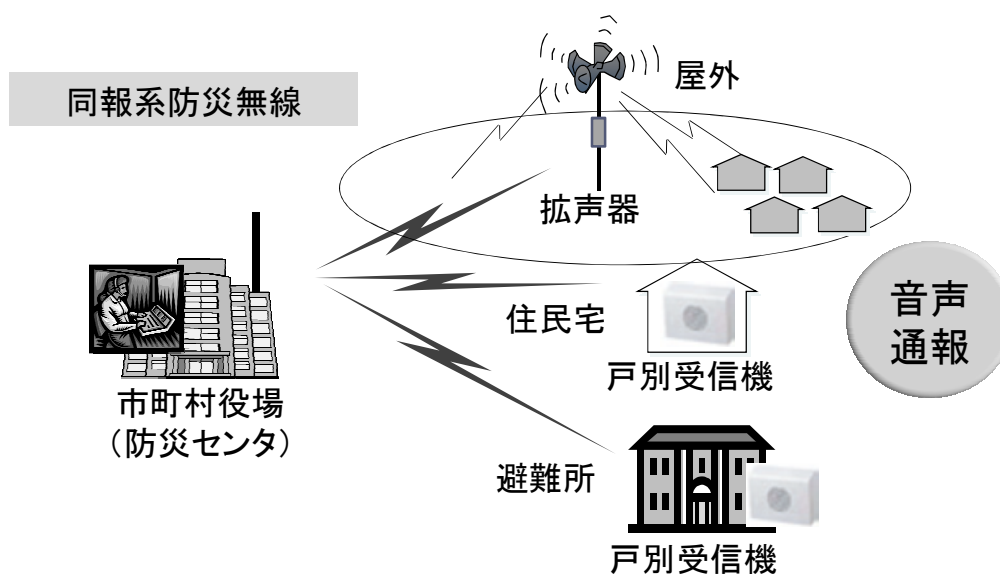 同報系防災無線
屋外
拡声器
住民宅
戸別受信機
音声
通報
市町村役場
（防災センタ）
避難所
戸別受信機